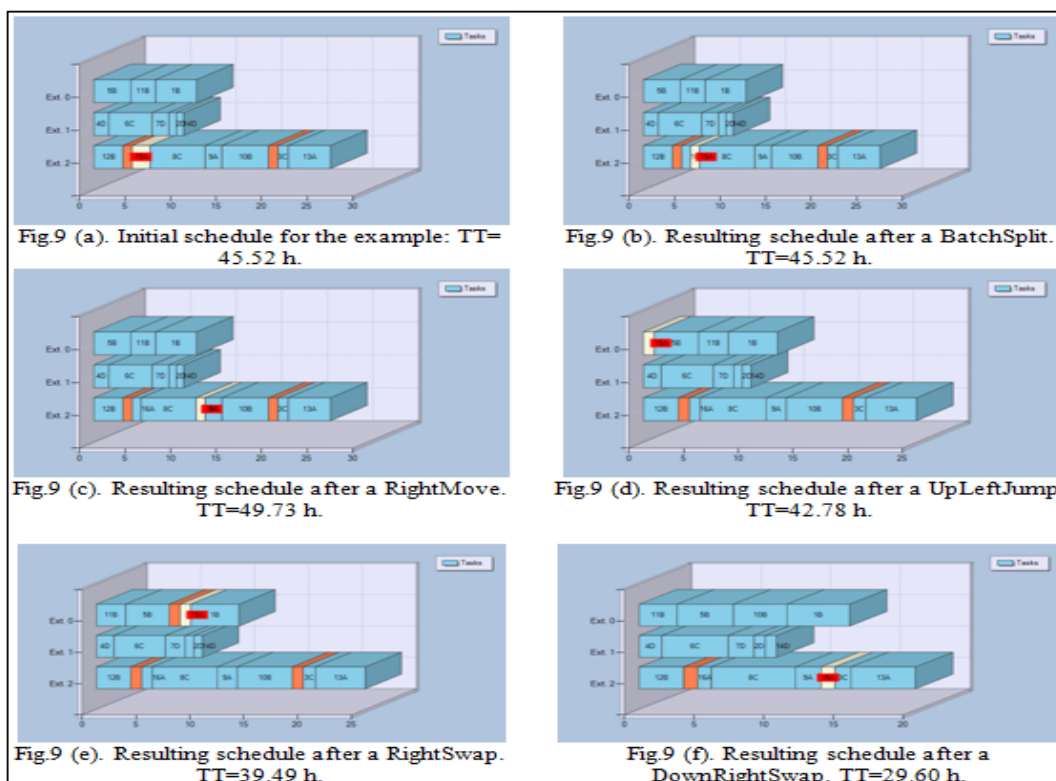 Tasks
Ext. 0 5B 11B 1B
Ext. 1 4D 6C 7D 2D 14D
Ext. 2 12B 16A 8C 9A 10B 3C 13A
0 5 10 15 20 25 30
Fig.9 (a). Initial schedule for the example: TT=
45.52 h.
Tasks
Ext. 0 5B 11B 1B
Ext. 1 4D 6C 7D 14D
Ext. 2 12B 16A 8C 9A 10B 3C 13A
0 5 10 15 20 25 30
Fig.9 (b). Resulting schedule after a BatchSplit.
TT=45.52 h.
Tasks
Ext. 0 5B 11B 1B
Ext. 1 4D 6C 7D 14D
Ext. 2 12B 16A 8C 10B 3C 13A
0 5 10 15 20 25 30
Fig.9 (c). Resulting schedule after a RightMove.
TT=49.73 h.
Tasks
Ext. 0 5B 11B 1B
Ext. 1 4D 6C 7D 14D
Ext. 2 12B 16A 8C 9A 10B 3C 13A
0 5 10 15 20 25
Fig.9 (d). Resulting schedule after a UpLeftJump
TT=42.78 h.
Tasks
Ext. 0 11B 5B 1B
Ext. 1 4D 6C 7D 2D 14D
Ext. 2 12B 16A 8C 9A 10B 3C 13A
0 5 10 15 20 25
Fig.9 (e). Resulting schedule after a RightSwap.
TT=39.49 h.
Tasks
Ext. 0 11B 5B 10B 1B
Ext. 1 4D 6C 7D 2D 14D
Ext. 2 12B 16A 8C 9A 3C 13A
0 5 10 15 20
Fig.9 (f). Resulting schedule after a
DownRightSwap. TT=29.60 h.